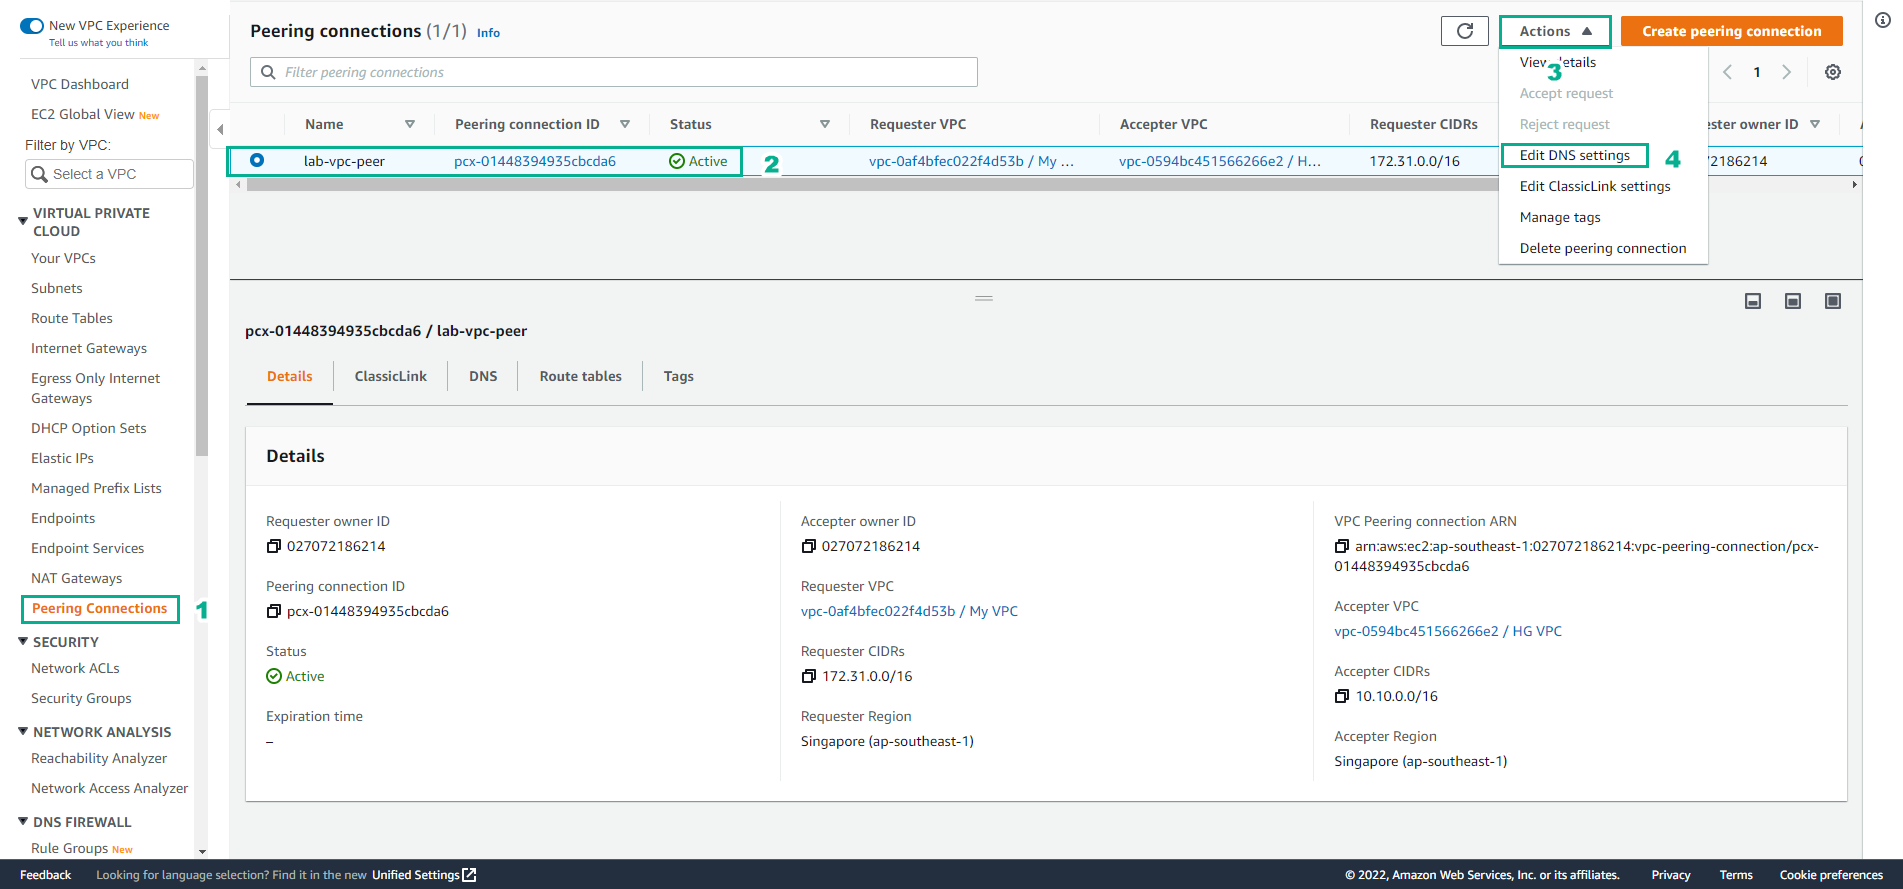 New VPC Experience
Tell us what you think
VPC Dashboard
EC2 Global View New
Filter by VPC:
Select a VPC
VIRTUAL PRIVATE
CLOUD
Your VPCs
Subnets
Route Tables
Internet Gateways
Egress Only Internet
Gateways
DHCP Option Sets
Elastic IPs
Managed Prefix Lists
Endpoints
Endpoint Services
NAT Gateways
Peering Connections 1
SECURITY
Network ACLs
Security Groups
NETWORK ANALYSIS
Reachability Analyzer
Network Access Analyzer
DNS FIREWALL
Rule Groups New
Peering connections (1/1) Info
Actions
Create peering connection
Filter peering connections
1
Name Peering connection ID Status Requester VPC Accepter VPC Requester CIDRs ster owner ID
lab-vpc-peer pcx-01448394935cbcda6 Active 2 vpc-0af4bfec022f4d53b / My ... vpc-0594bc451566266e2 / HG... 172.31.0.0/16 72186214
View details
3
Accept request
Reject request
Edit DNS settings 4
Edit ClassicLink settings
Manage tags
Delete peering connection
pcx-01448394935cbcda6 / lab-vpc-peer
Details ClassicLink DNS Route tables Tags
Details
Requester owner ID
027072186214
Peering connection ID
pcx-01448394935cbcda6
Status
Active
Expiration time
–
Accepter owner ID
027072186214
Requester VPC
vpc-0af4bfec022f4d53b / My VPC
Requester CIDRs
172.31.0.0/16
Requester Region
Singapore (ap-southeast-1)
VPC Peering connection ARN
arn:aws:ec2:ap-southeast-1:027072186214:vpc-peering-connection/pcx-
01448394935cbcda6
Accepter VPC
vpc-0594bc451566266e2 / HG VPC
Accepter CIDRs
10.10.0.0/16
Accepter Region
Singapore (ap-southeast-1)
Feedback Looking for language selection? Find it in the new Unified Settings © 2022, Amazon Web Services, Inc. or its affiliates. Privacy Terms Cookie preferences